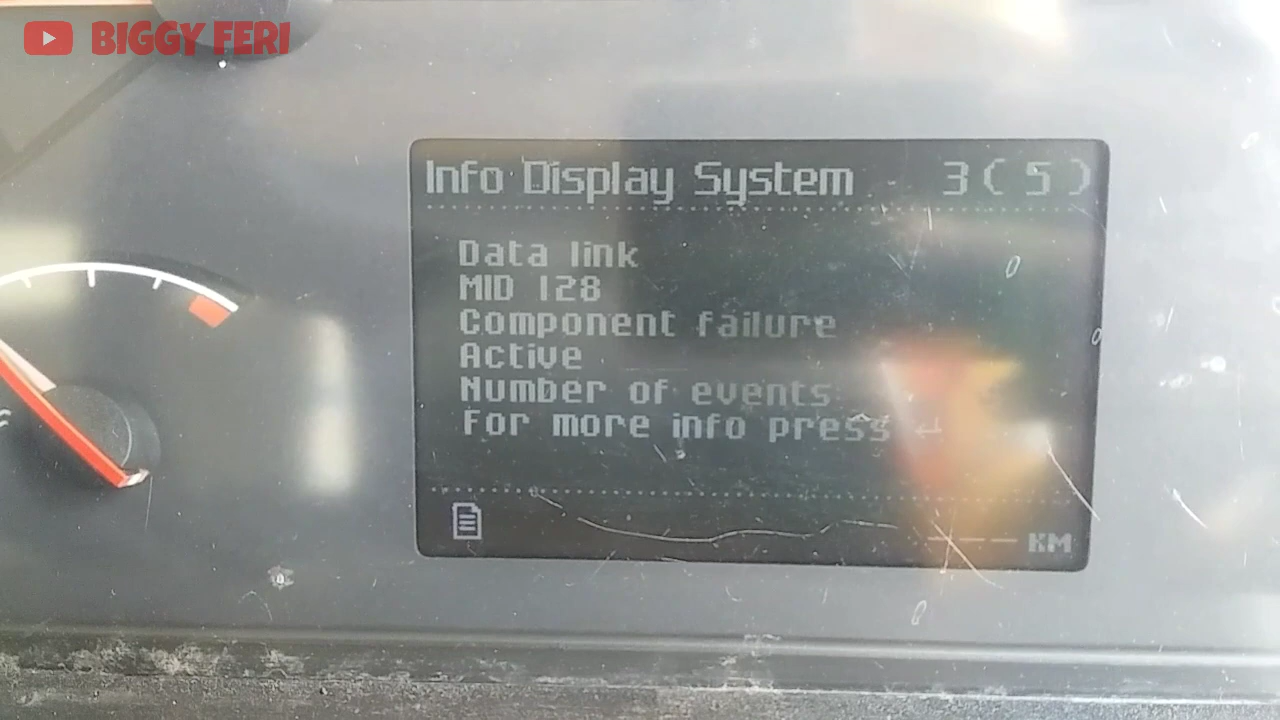 BIGGY FERI
Info Display System 3(5)
Data link
MID 128
Component failure
Active
Number of events
For more info press ↵
--- KM